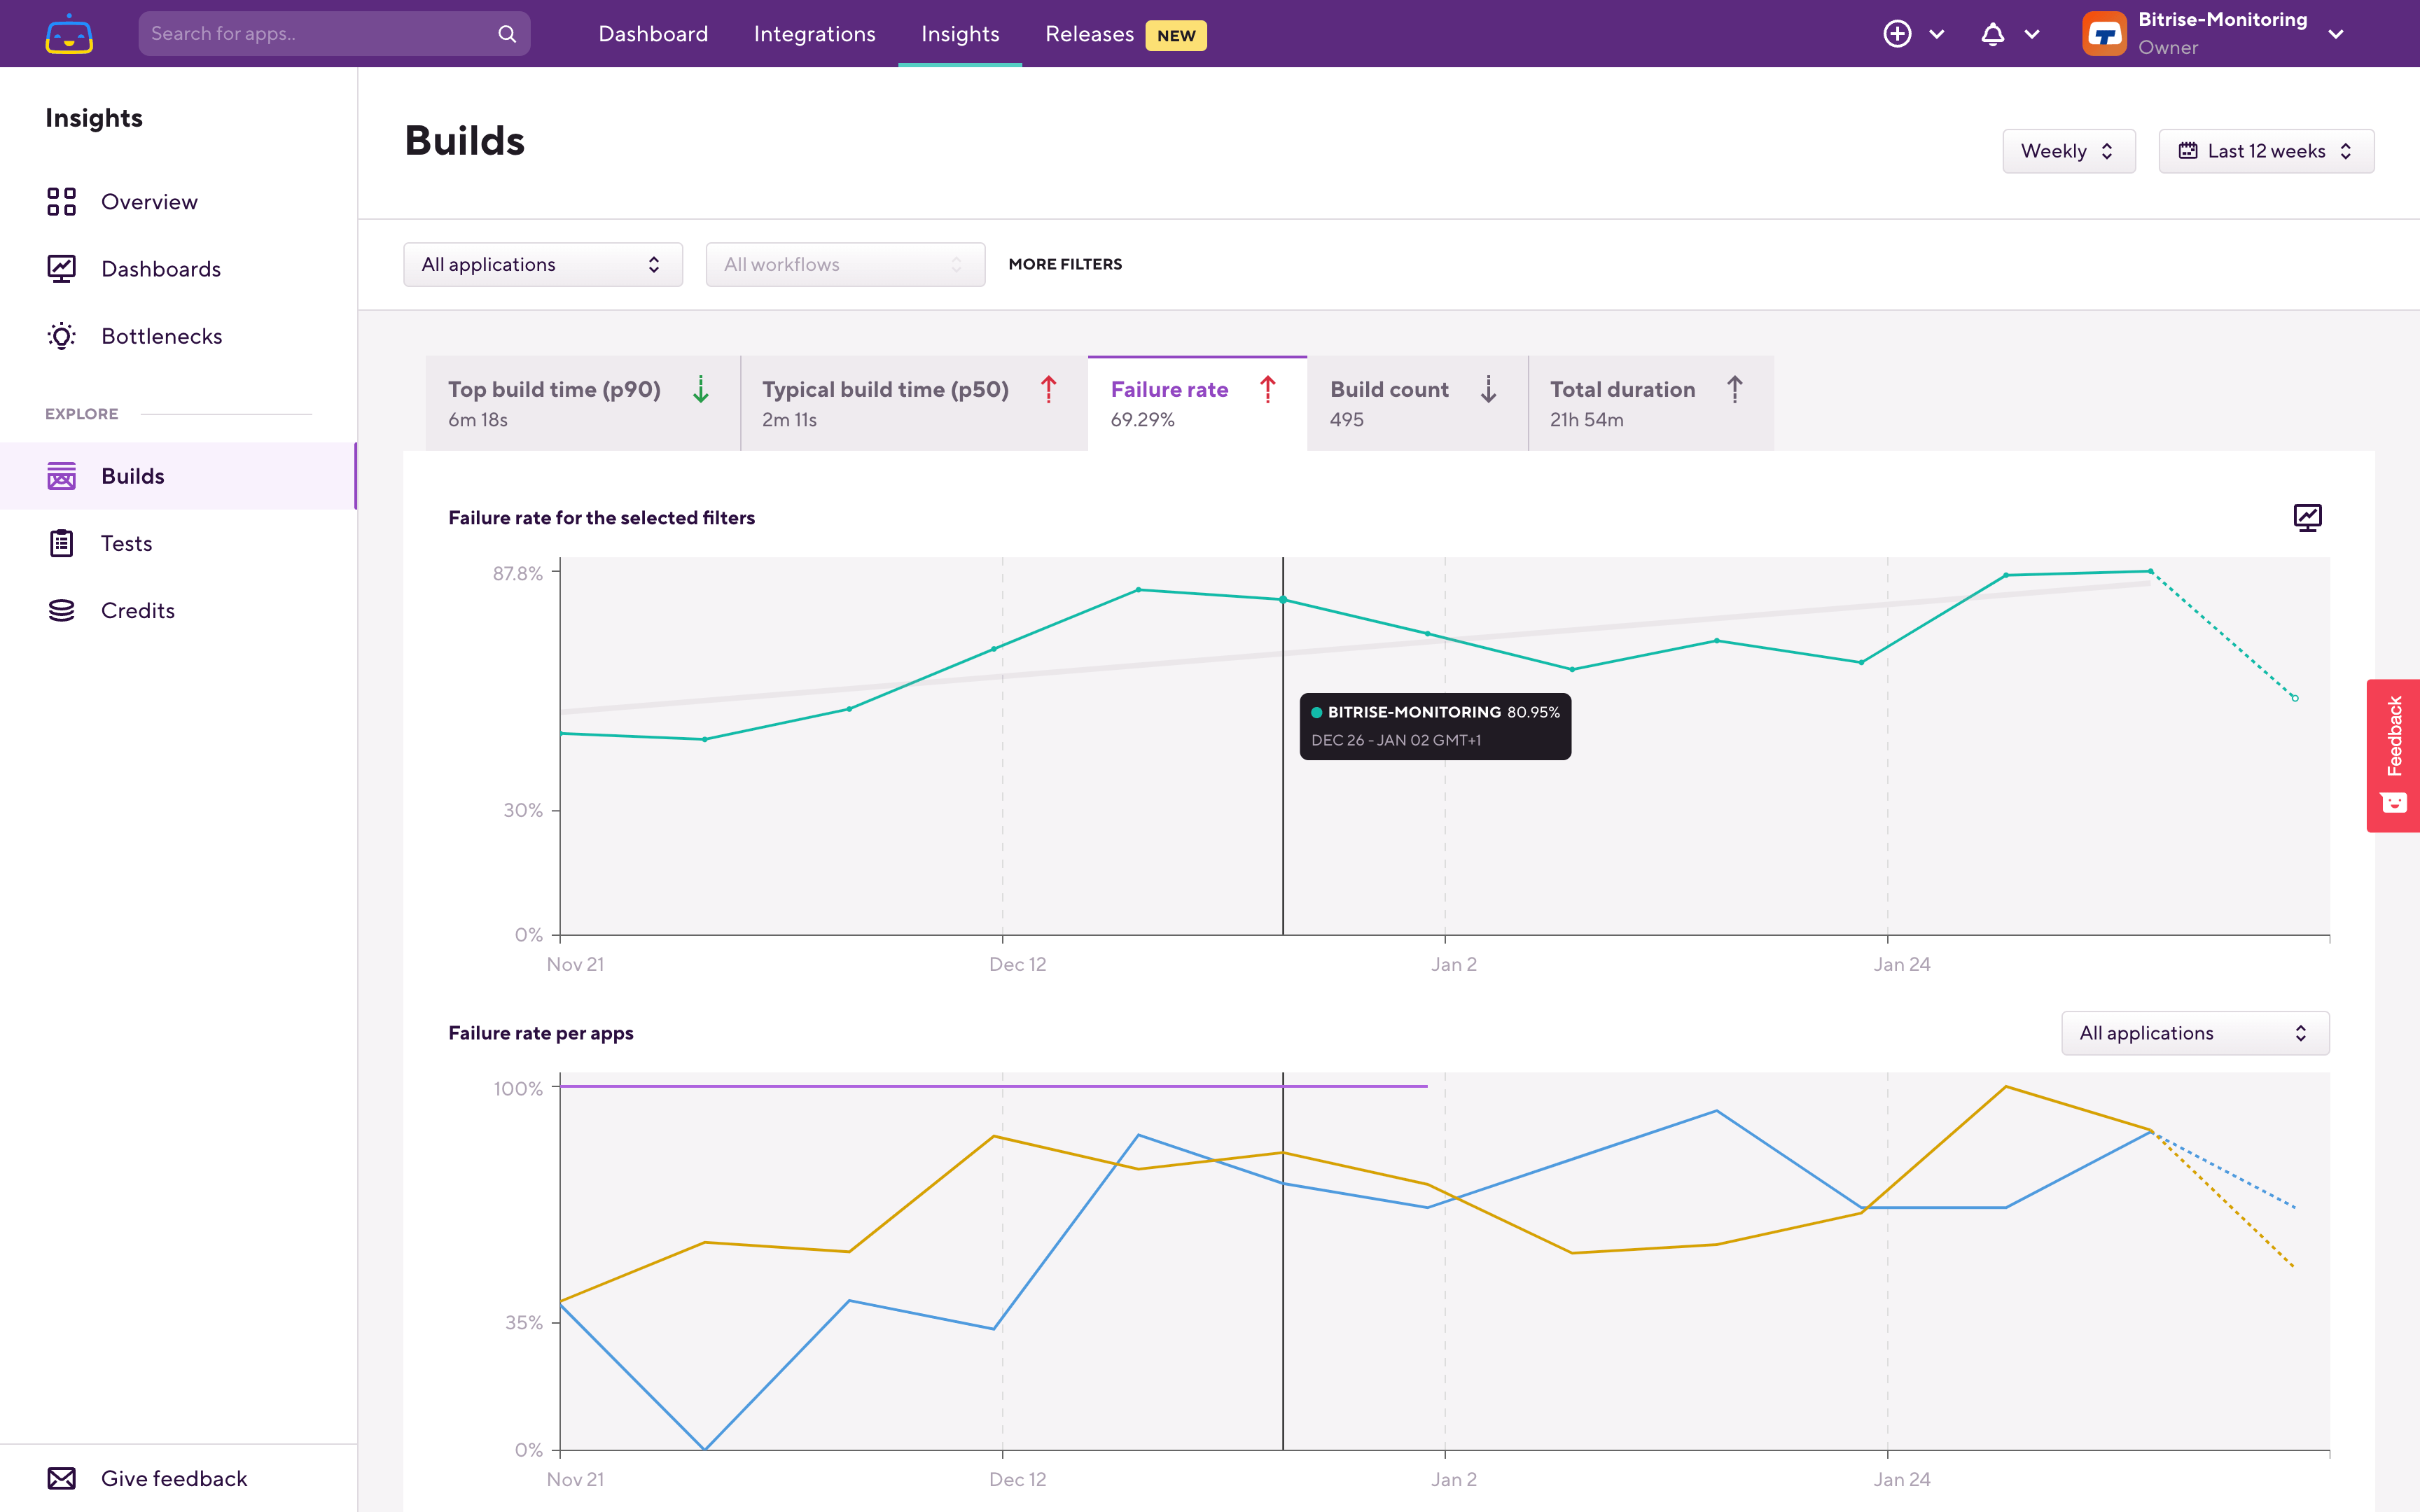 Search for apps..
Dashboard
Integrations
Insights
Releases NEW
Bitrise-Monitoring
Owner
Insights
Overview
Dashboards
Bottlenecks
EXPLORE
Builds
Tests
Credits
Give feedback
Builds
Weekly
Last 12 weeks
All applications
All workflows
MORE FILTERS
Top build time (p90)
6m 18s
Typical build time (p50)
2m 11s
Failure rate
69.29%
Build count
495
Total duration
21h 54m
Failure rate for the selected filters
87.8%
30%
0%
BITRISE-MONITORING 80.95%
DEC 26 - JAN 02 GMT+1
Nov 21
Dec 12
Jan 2
Jan 24
Feedback
Failure rate per apps
All applications
100%
35%
0%
Nov 21
Dec 12
Jan 2
Jan 24